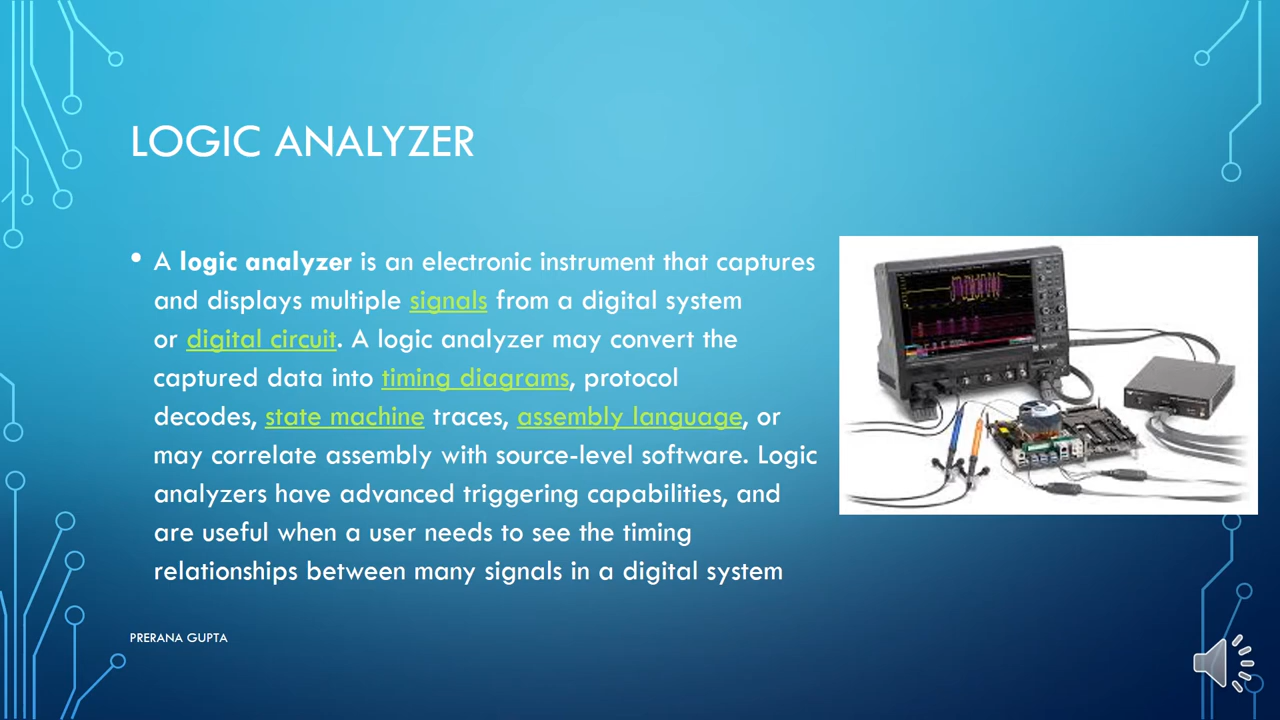 LOGIC ANALYZER
• A logic analyzer is an electronic instrument that captures
and displays multiple signals from a digital system
or digital circuit. A logic analyzer may convert the
captured data into timing diagrams, protocol
decodes, state machine traces, assembly language, or
may correlate assembly with source-level software. Logic
analyzers have advanced triggering capabilities, and
are useful when a user needs to see the timing
relationships between many signals in a digital system
PRERANA GUPTA